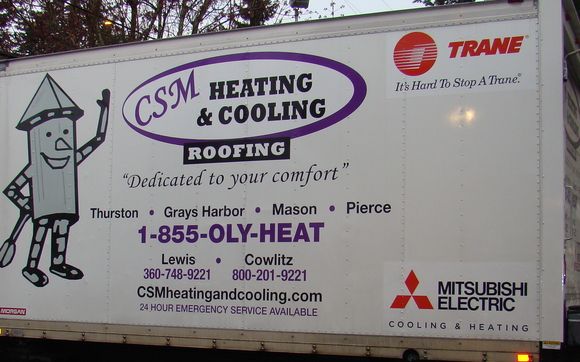 CSM HEATING
& COOLING
ROOFING
"Dedicated to your comfort"
Thurston • Grays Harbor • Mason • Pierce
1-855-OLY-HEAT
Lewis • Cowlitz
360-748-9221 800-201-9221
CSMheatingandcooling.com
24 HOUR EMERGENCY SERVICE AVAILABLE
TRANE®
It's Hard To Stop A Trane.®
MITSUBISHI
ELECTRIC
COOLING & HEATING
MORGAN